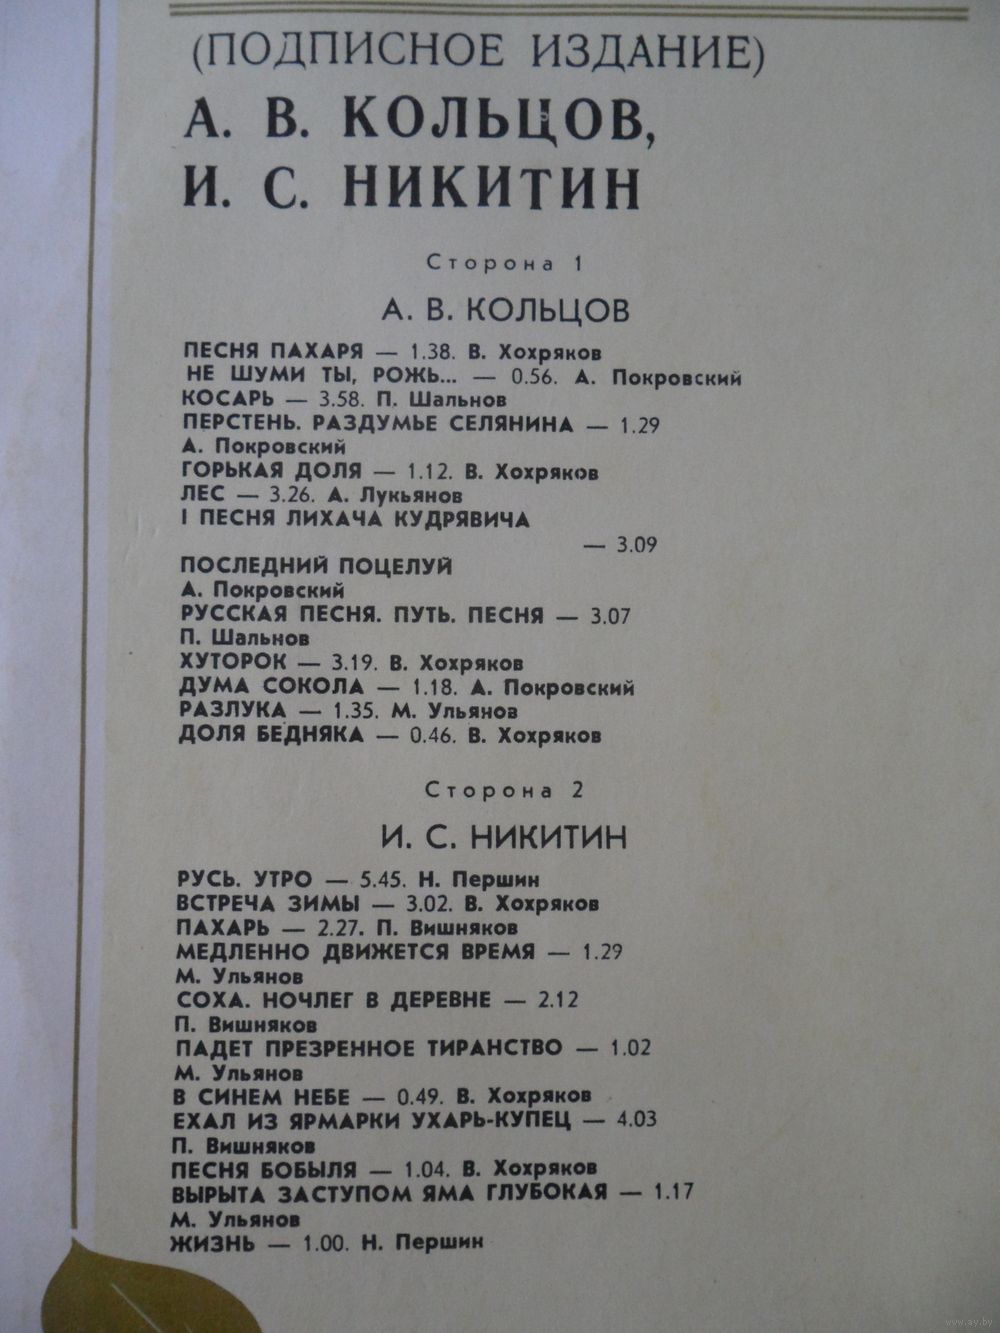 (ПОДПИСНОЕ ИЗДАНИЕ)
А. В. КОЛЬЦОВ,
И. С. НИКИТИН
Сторона 1
А. В. КОЛЬЦОВ
ПЕСНЯ ПАХАРЯ — 1.38. В. Хохряков
НЕ ШУМИ ТЫ, РОЖЬ... — 0.56. А. Покровский
КОСАРЬ — 3.58. П. Шальнов
ПЕРСТЕНЬ. РАЗДУМЬЕ СЕЛЯНИНА — 1.29
А. Покровский
ГОРЬКАЯ ДОЛЯ — 1.12. В. Хохряков
ЛЕС — 3.26. А. Лукьянов
I ПЕСНЯ ЛИХАЧА КУДРЯВИЧА
— 3.09
ПОСЛЕДНИЙ ПОЦЕЛУЙ
А. Покровский
РУССКАЯ ПЕСНЯ. ПУТЬ. ПЕСНЯ — 3.07
П. Шальнов
ХУТОРОК — 3.19. В. Хохряков
ДУМА СОКОЛА — 1.18. А. Покровский
РАЗЛУКА — 1.35. М. Ульянов
ДОЛЯ БЕДНЯКА — 0.46. В. Хохряков
Сторона 2
И. С. НИКИТИН
РУСЬ. УТРО — 5.45. Н. Першин
ВСТРЕЧА ЗИМЫ — 3.02. В. Хохряков
ПАХАРЬ — 2.27. П. Вишняков
МЕДЛЕННО ДВИЖЕТСЯ ВРЕМЯ — 1.29
М. Ульянов
СОХА. НОЧЛЕГ В ДЕРЕВНЕ — 2.12
П. Вишняков
ПАДЕТ ПРЕЗРЕННОЕ ТИРАНСТВО — 1.02
М. Ульянов
В СИНЕМ НЕБЕ — 0.49. В. Хохряков
ЕХАЛ ИЗ ЯРМАРКИ УХАРЬ-КУПЕЦ — 4.03
П. Вишняков
ПЕСНЯ БОБЫЛЯ — 1.04. В. Хохряков
ВЫРЫТА ЗАСТУПОМ ЯМА ГЛУБОКАЯ — 1.17
М. Ульянов
ЖИЗНЬ — 1.00. Н. Першин
www.ay.by